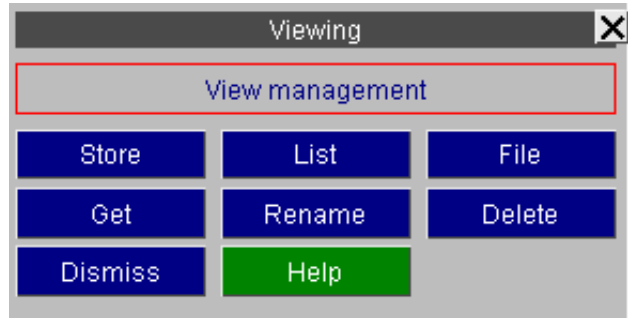 Viewing
View management
Store List File
Get Rename Delete
Dismiss Help